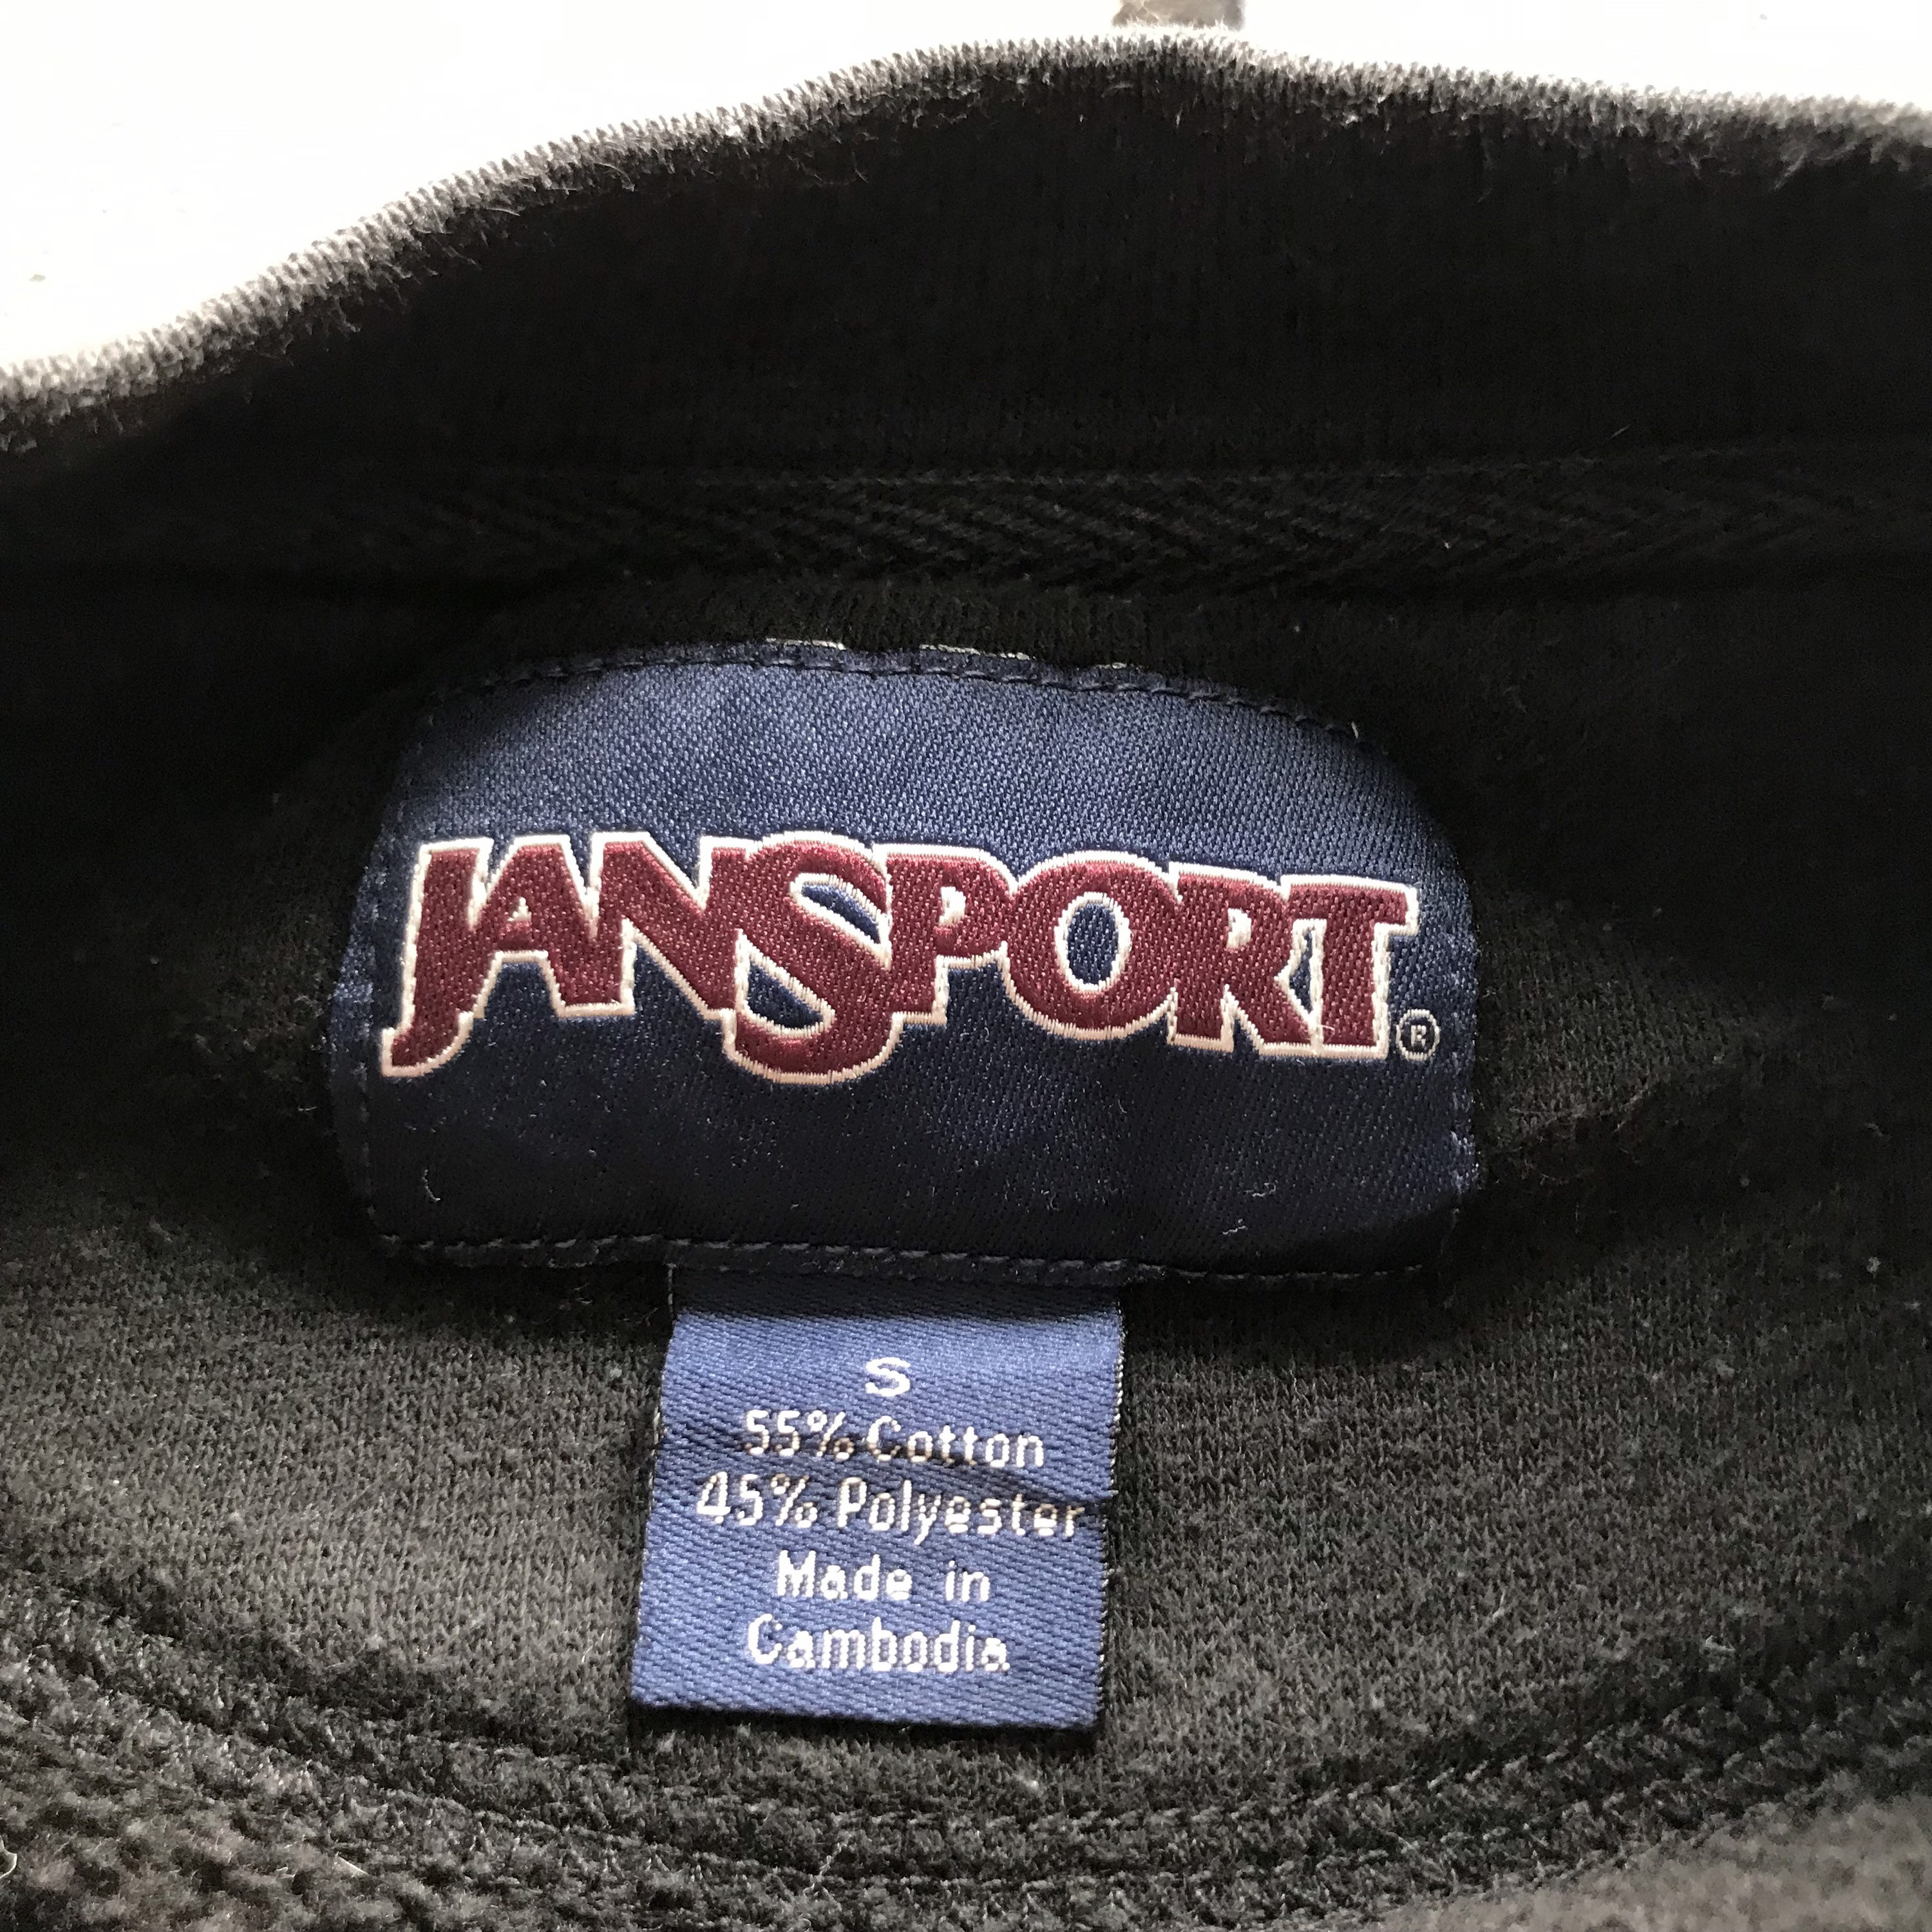 JANSPORT®
S
55% Cotton
45% Polyester
Made in
Cambodia